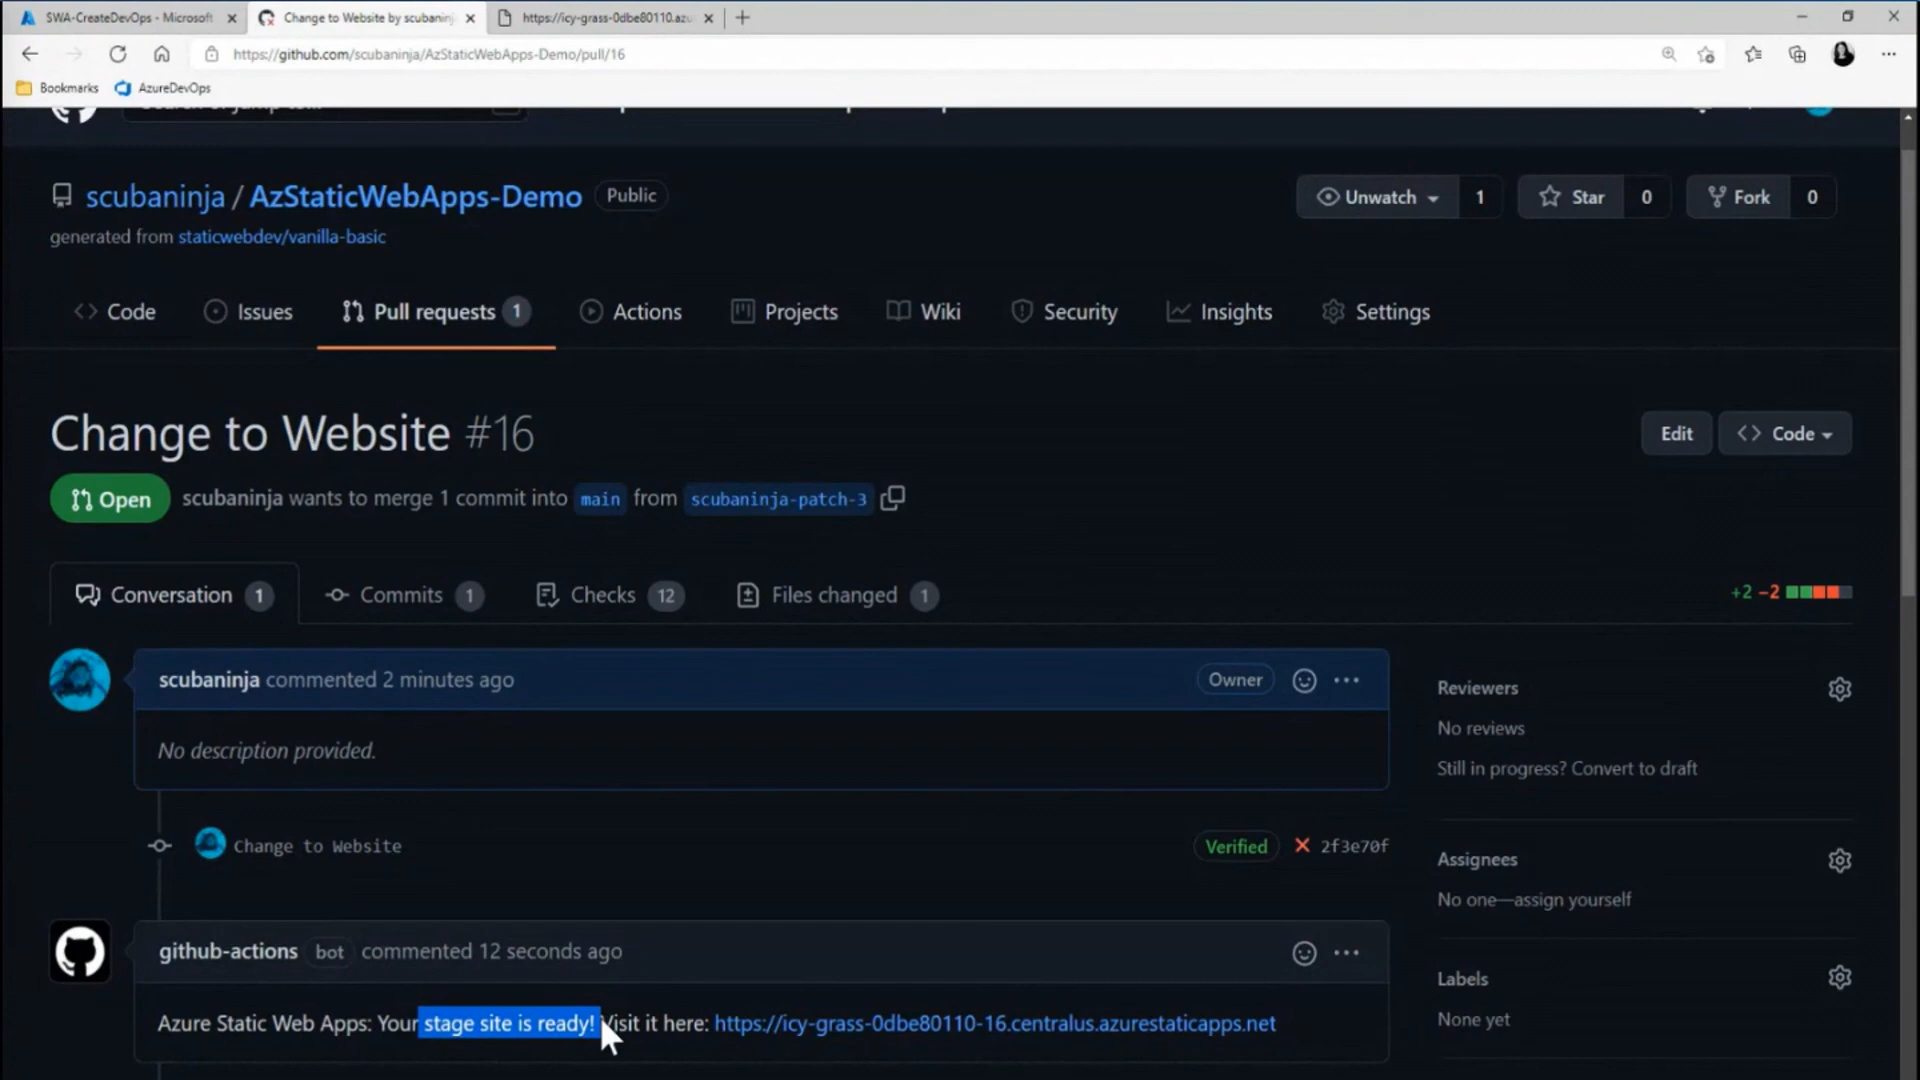 SWA-CreateDevOps - Microsoft
Change to Website by scubaninj
https://icy-grass-0dbe80110.azu
https://github.com/scubaninja/AzStaticWebApps-Demo/pull/16
Bookmarks
AzureDevOps
scubaninja / AzStaticWebApps-Demo Public
Unwatch 1
Star 0
Fork 0
generated from staticwebdev/vanilla-basic
Code
Issues
Pull requests 1
Actions
Projects
Wiki
Security
Insights
Settings
Change to Website #16
Edit
Code
Open
scubaninja wants to merge 1 commit into main from scubaninja-patch-3
Conversation 1
Commits 1
Checks 12
Files changed 1
+2 −2
scubaninja commented 2 minutes ago
Owner
No description provided.
Change to Website
Verified
2f3e70f
github-actions bot commented 12 seconds ago
Azure Static Web Apps: Your stage site is ready! Visit it here: https://icy-grass-0dbe80110-16.centralus.azurestaticapps.net
Reviewers
No reviews
Still in progress? Convert to draft
Assignees
No one—assign yourself
Labels
None yet